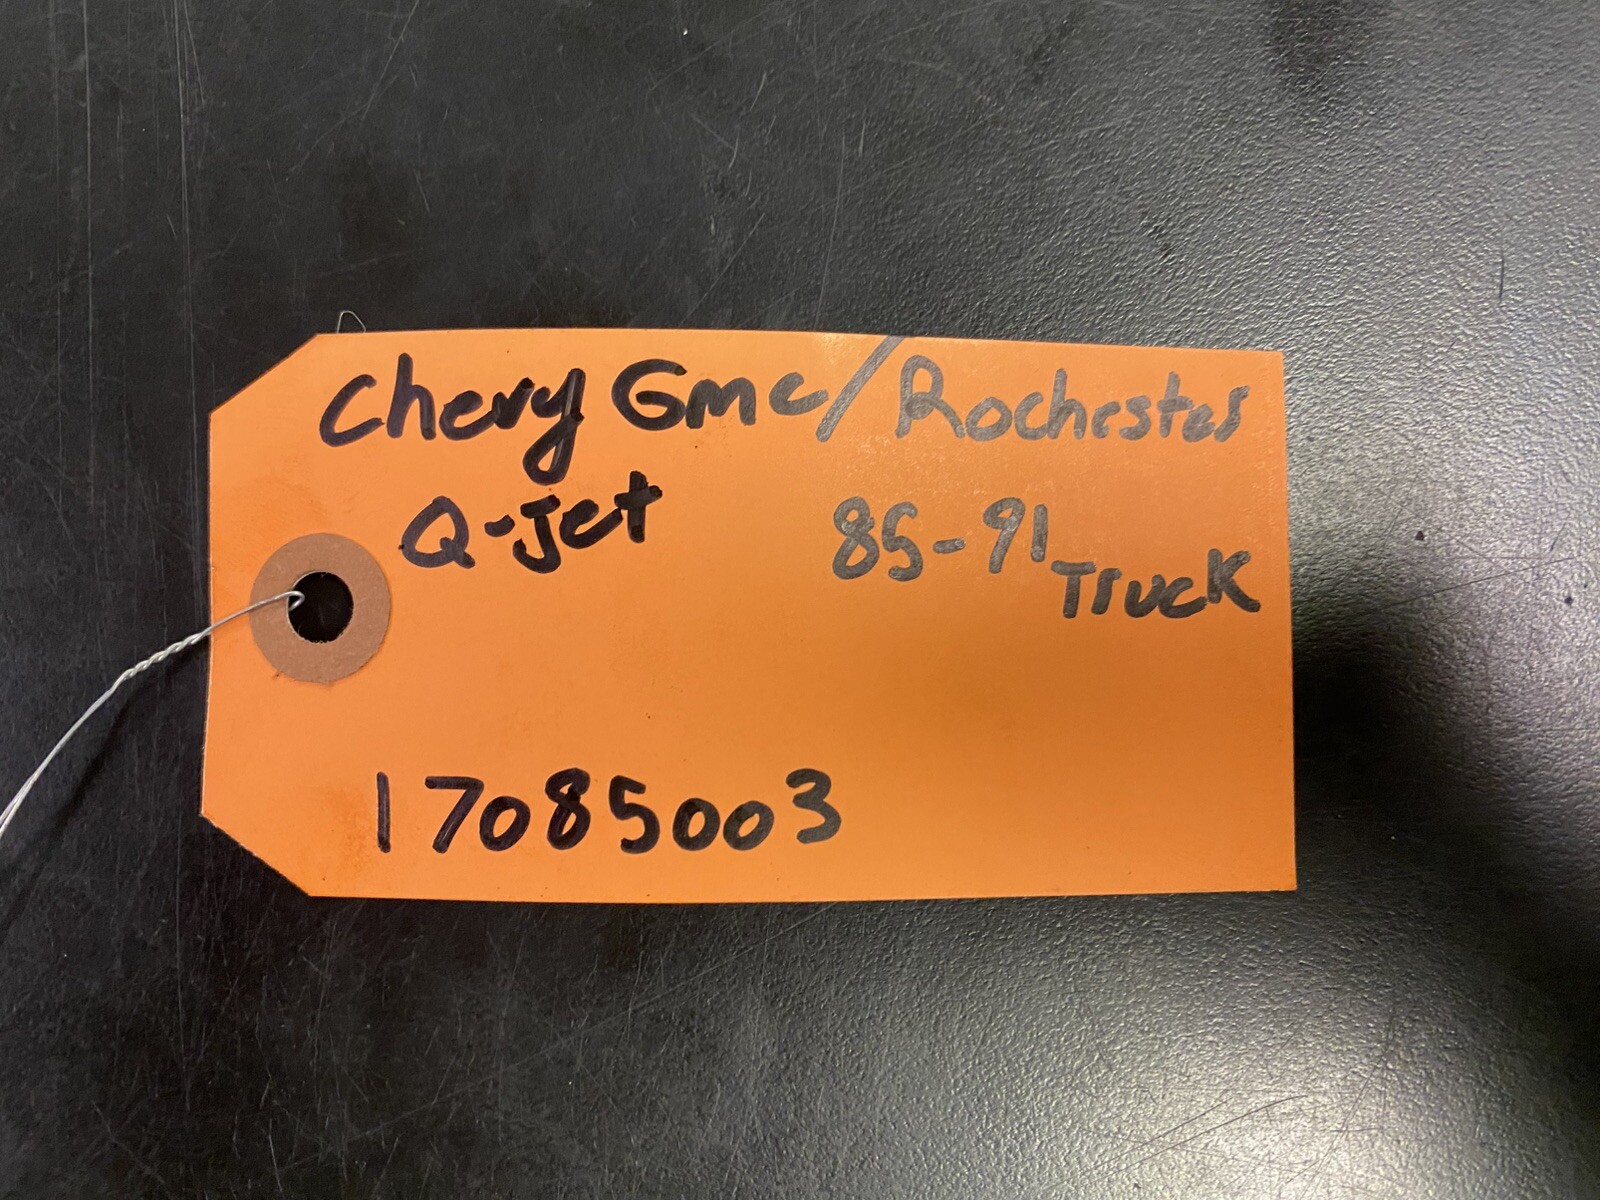 Chevy Gmc/Rochester
Q-Jet 85-91 Truck
17085003